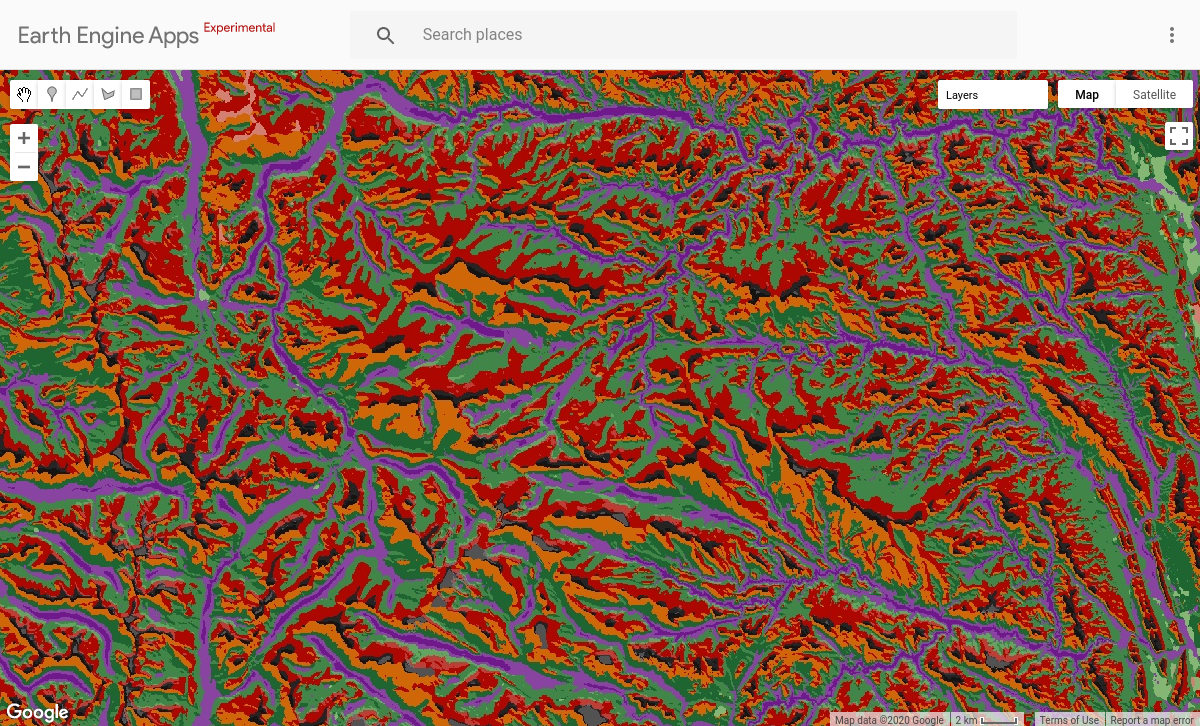 Earth Engine Apps Experimental
Search places
Layers
Map
Satellite
+
−
Google
Map data ©2020 Google
2 km
Terms of Use
Report a map error